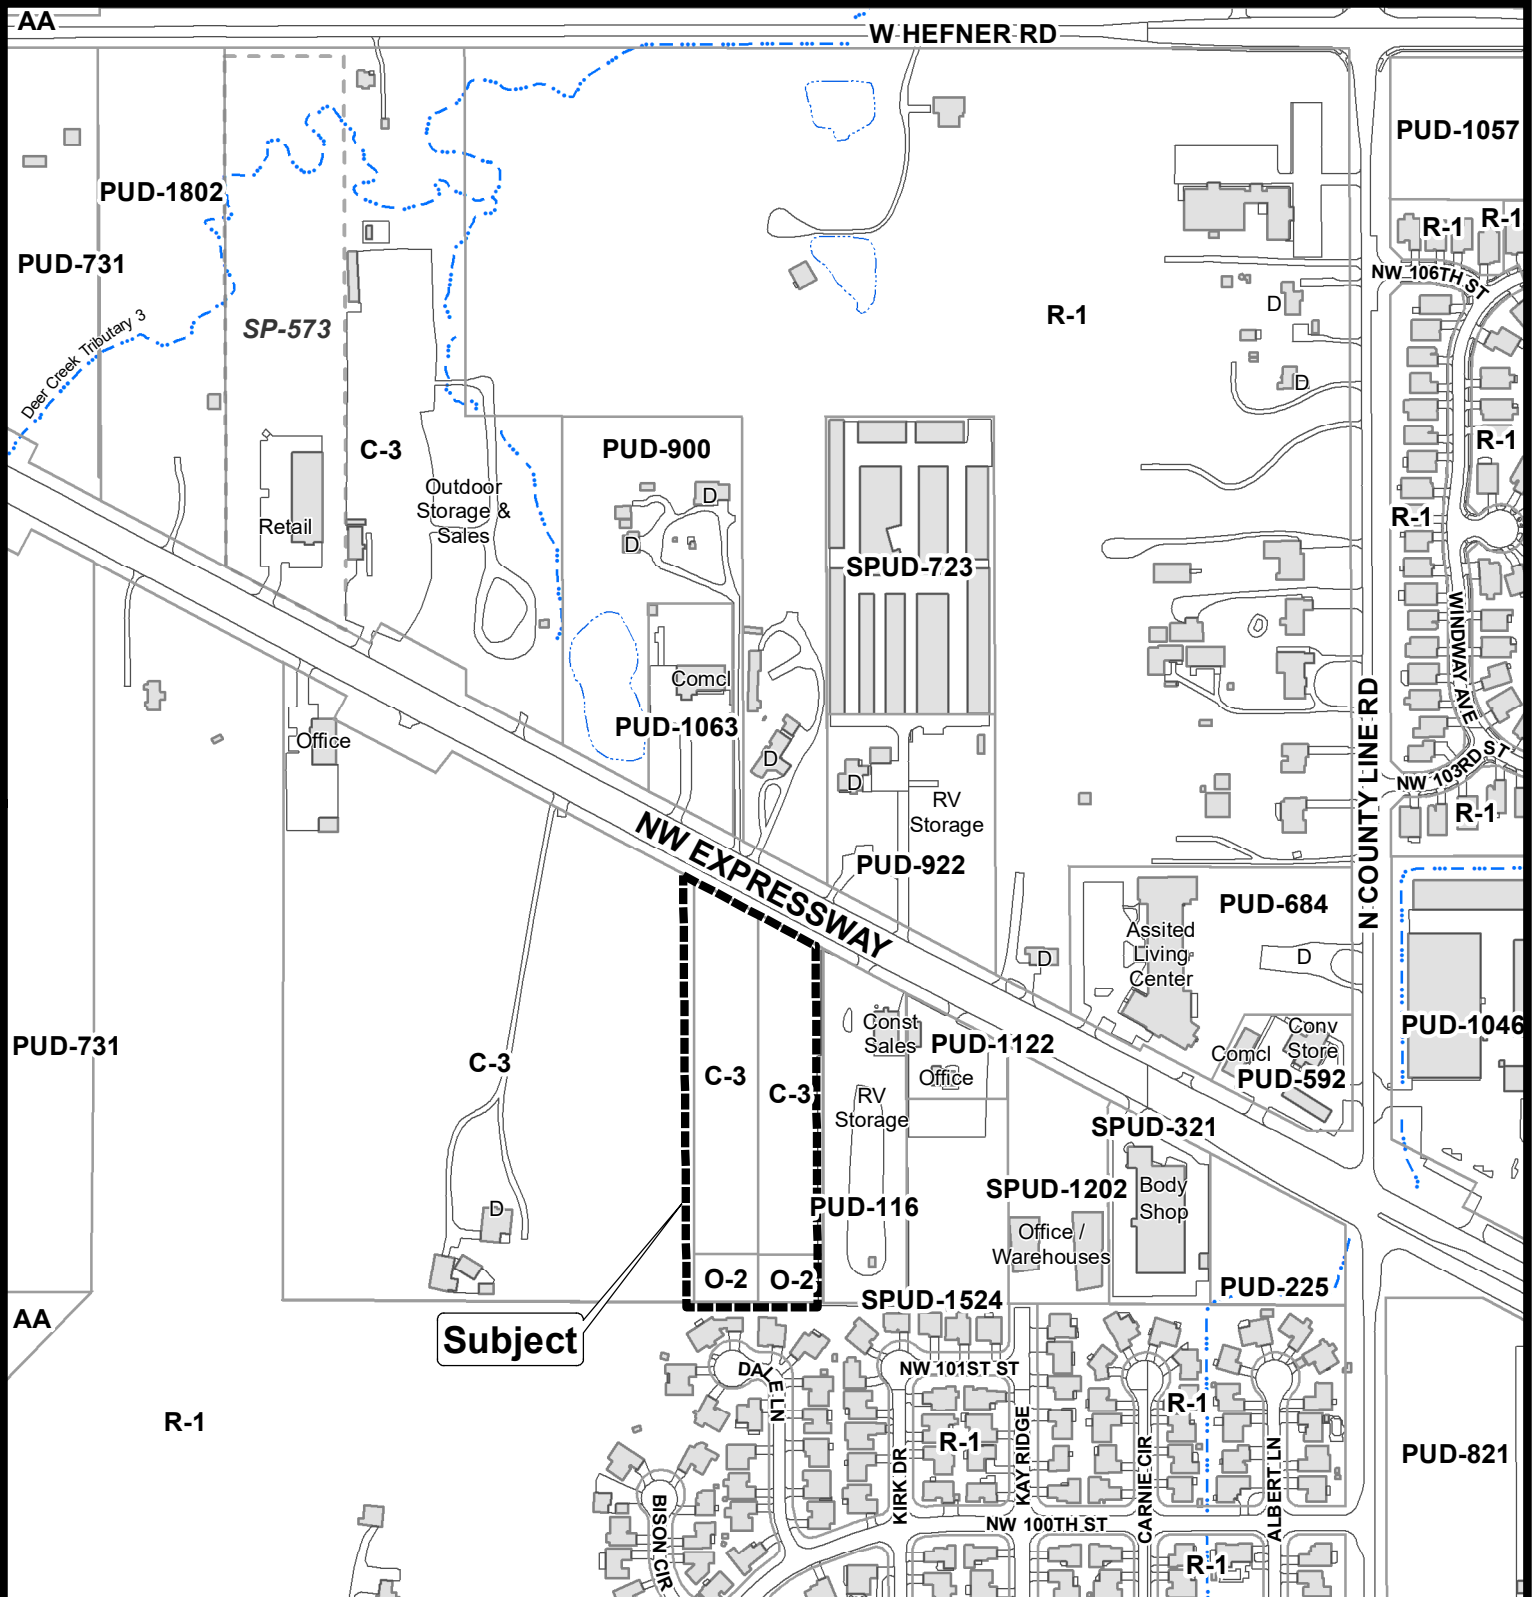 AA
W HEFNER RD
PUD-1057
PUD-1802
R-1
R-1
PUD-731
NW 106TH ST
D
Deer Creek Tributary 3
SP-573
R-1
D
C-3
PUD-900
R-1
Outdoor
Storage &
Sales
D
Retail
R-1
D
SPUD-723
WINDWAY AVE
Comcl
PUD-1063
Office
D
D
NW 103RD ST
N COUNTY LINE RD
RV
Storage
R-1
NW EXPRESSWAY
PUD-922
PUD-684
Assited
Living
Center
D
D
Const
Sales
PUD-1122
Conv
Store
Comcl
PUD-1046
PUD-731
C-3
C-3
C-3
Office
PUD-592
RV
Storage
SPUD-321
D
PUD-116
SPUD-1202
Body
Shop
Office /
Warehouses
O-2
O-2
SPUD-1524
PUD-225
AA
Subject
DALE LN
NW 101ST ST
R-1
R-1
KIRK DR
R-1
KAY RIDGE
CARNIE CIR
ALBERT LN
PUD-821
BISON CIR
NW 100TH ST
R-1